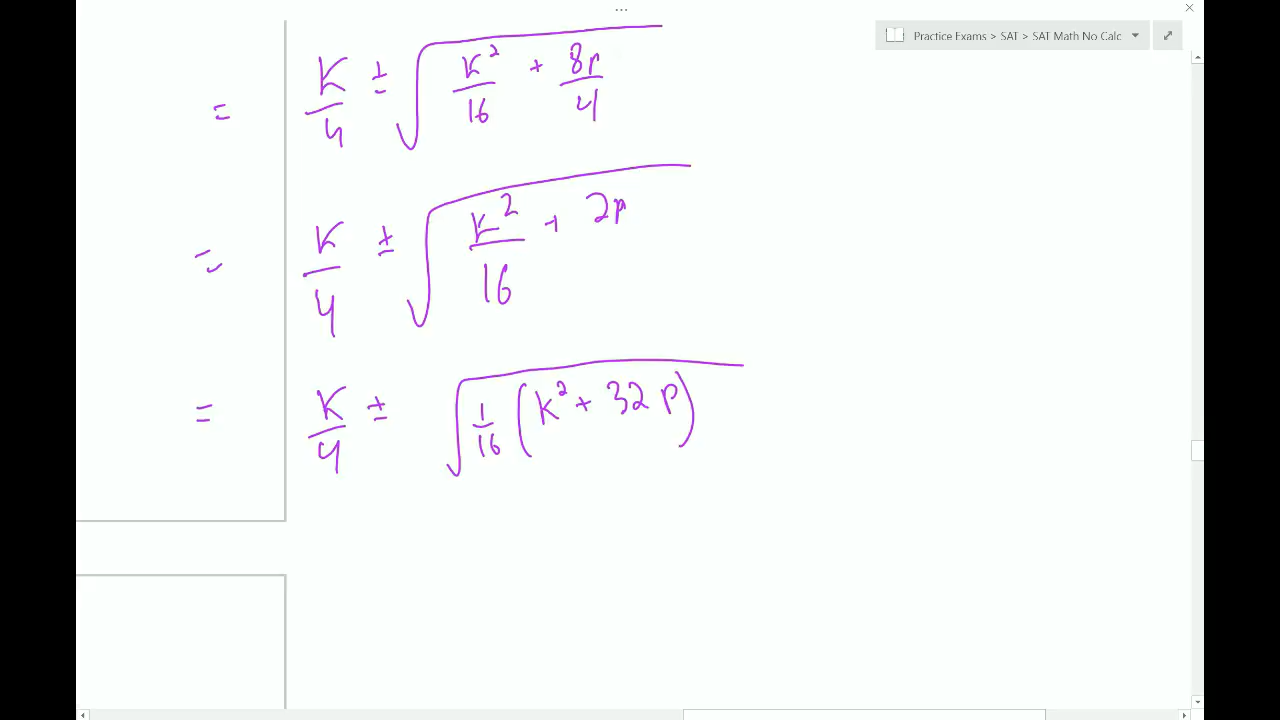 Practice Exams > SAT > SAT Math No Calc
= K/4 ± √(K²/16 + 8p/4)
= K/4 ± √(K²/16 + 2p)
= K/4 ± √(1/16 (K² + 32 p))